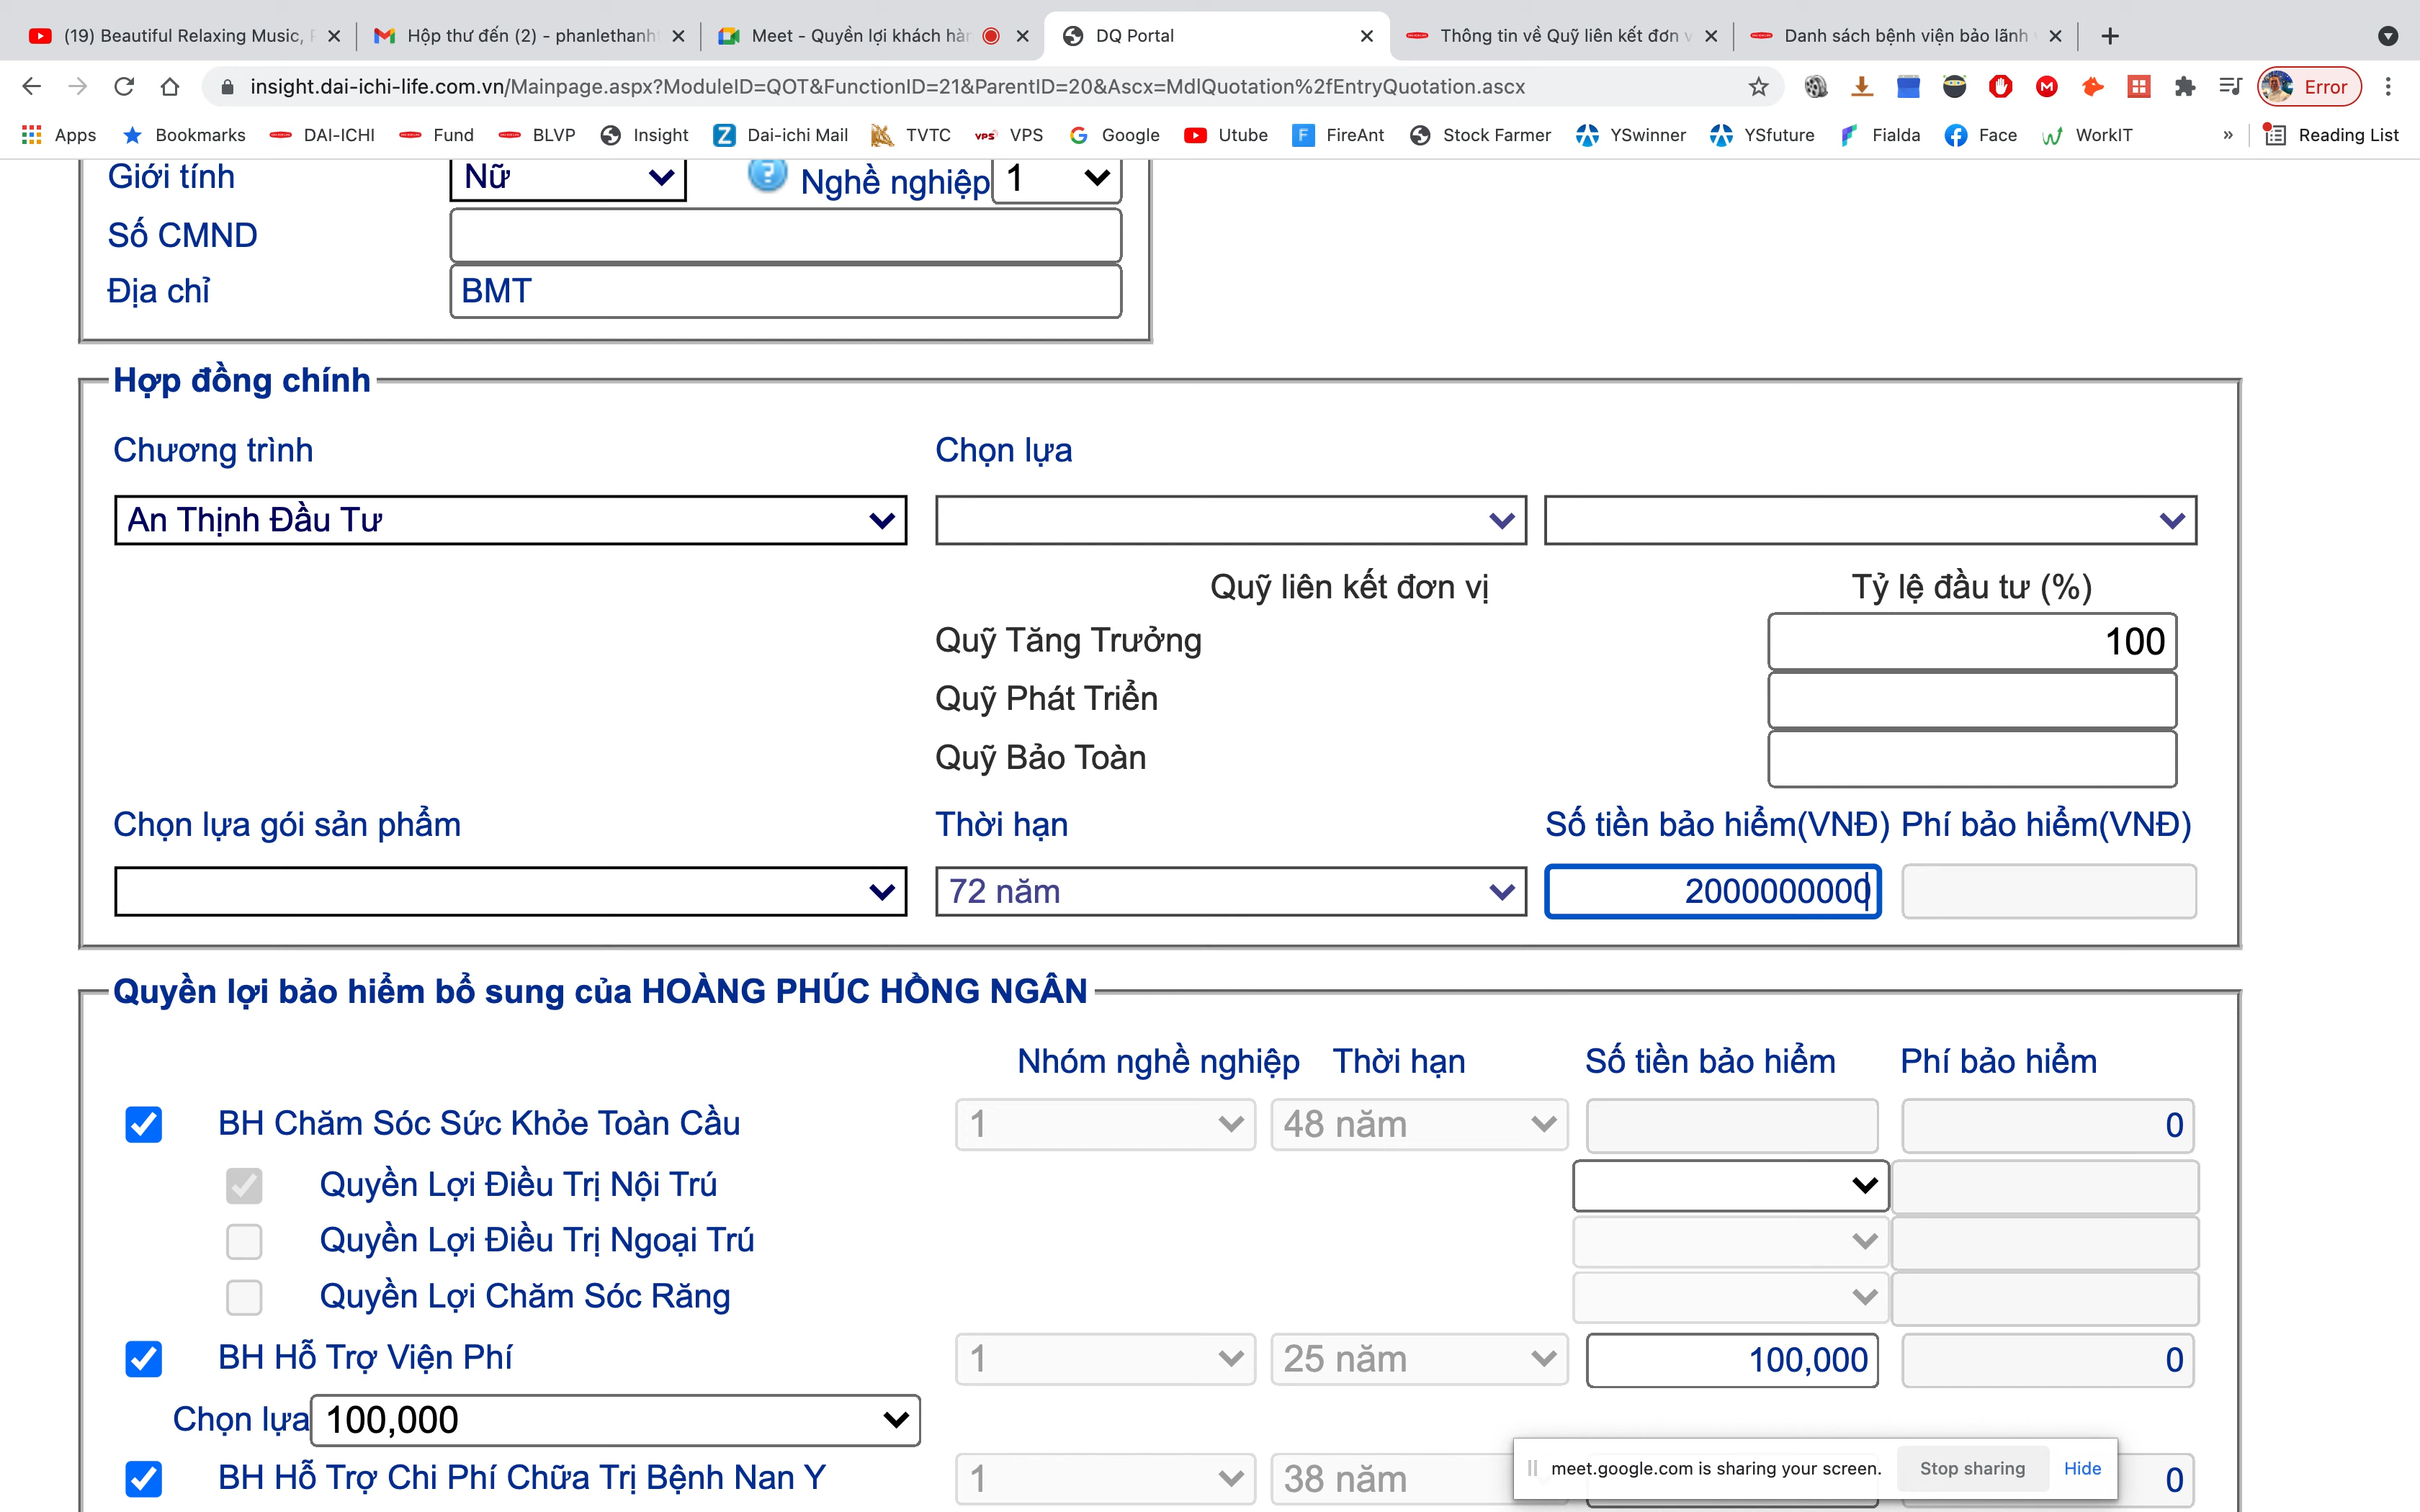 (19) Beautiful Relaxing Music,
Hộp thư đến (2) - phanlethanh
Meet - Quyền lợi khách hàn
DQ Portal
Thông tin về Quỹ liên kết đơn v
Danh sách bệnh viện bảo lãnh
insight.dai-ichi-life.com.vn/Mainpage.aspx?ModuleID=QOT&FunctionID=21&ParentID=20&Ascx=MdlQuotation%2fEntryQuotation.ascx
Error
Apps Bookmarks DAI-ICHI Fund BLVP Insight Dai-ichi Mail TVTC VPS VPS Google Utube FireAnt Stock Farmer YSwinner YSfuture Fialda Face WorkIT » Reading List
Giới tính Nữ Nghề nghiệp 1
Số CMND
Địa chỉ BMT
Hợp đồng chính
Chương trình Chọn lựa
An Thịnh Đầu Tư
Quỹ liên kết đơn vị Tỷ lệ đầu tư (%)
Quỹ Tăng Trưởng 100
Quỹ Phát Triển
Quỹ Bảo Toàn
Chọn lựa gói sản phẩm Thời hạn Số tiền bảo hiểm(VNĐ) Phí bảo hiểm(VNĐ)
72 năm 2000000000
Quyền lợi bảo hiểm bổ sung của HOÀNG PHÚC HỒNG NGÂN
Nhóm nghề nghiệp Thời hạn Số tiền bảo hiểm Phí bảo hiểm
BH Chăm Sóc Sức Khỏe Toàn Cầu 1 48 năm 0
Quyền Lợi Điều Trị Nội Trú
Quyền Lợi Điều Trị Ngoại Trú
Quyền Lợi Chăm Sóc Răng
BH Hỗ Trợ Viện Phí 1 25 năm 100,000 0
Chọn lựa 100,000
BH Hỗ Trợ Chi Phí Chữa Trị Bệnh Nan Y 1 38 năm 0
meet.google.com is sharing your screen. Stop sharing Hide